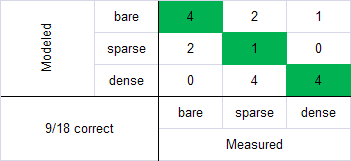 Modeled
bare 4 2 1
sparse 2 1 0
dense 0 4 4
9/18 correct
bare sparse dense
Measured